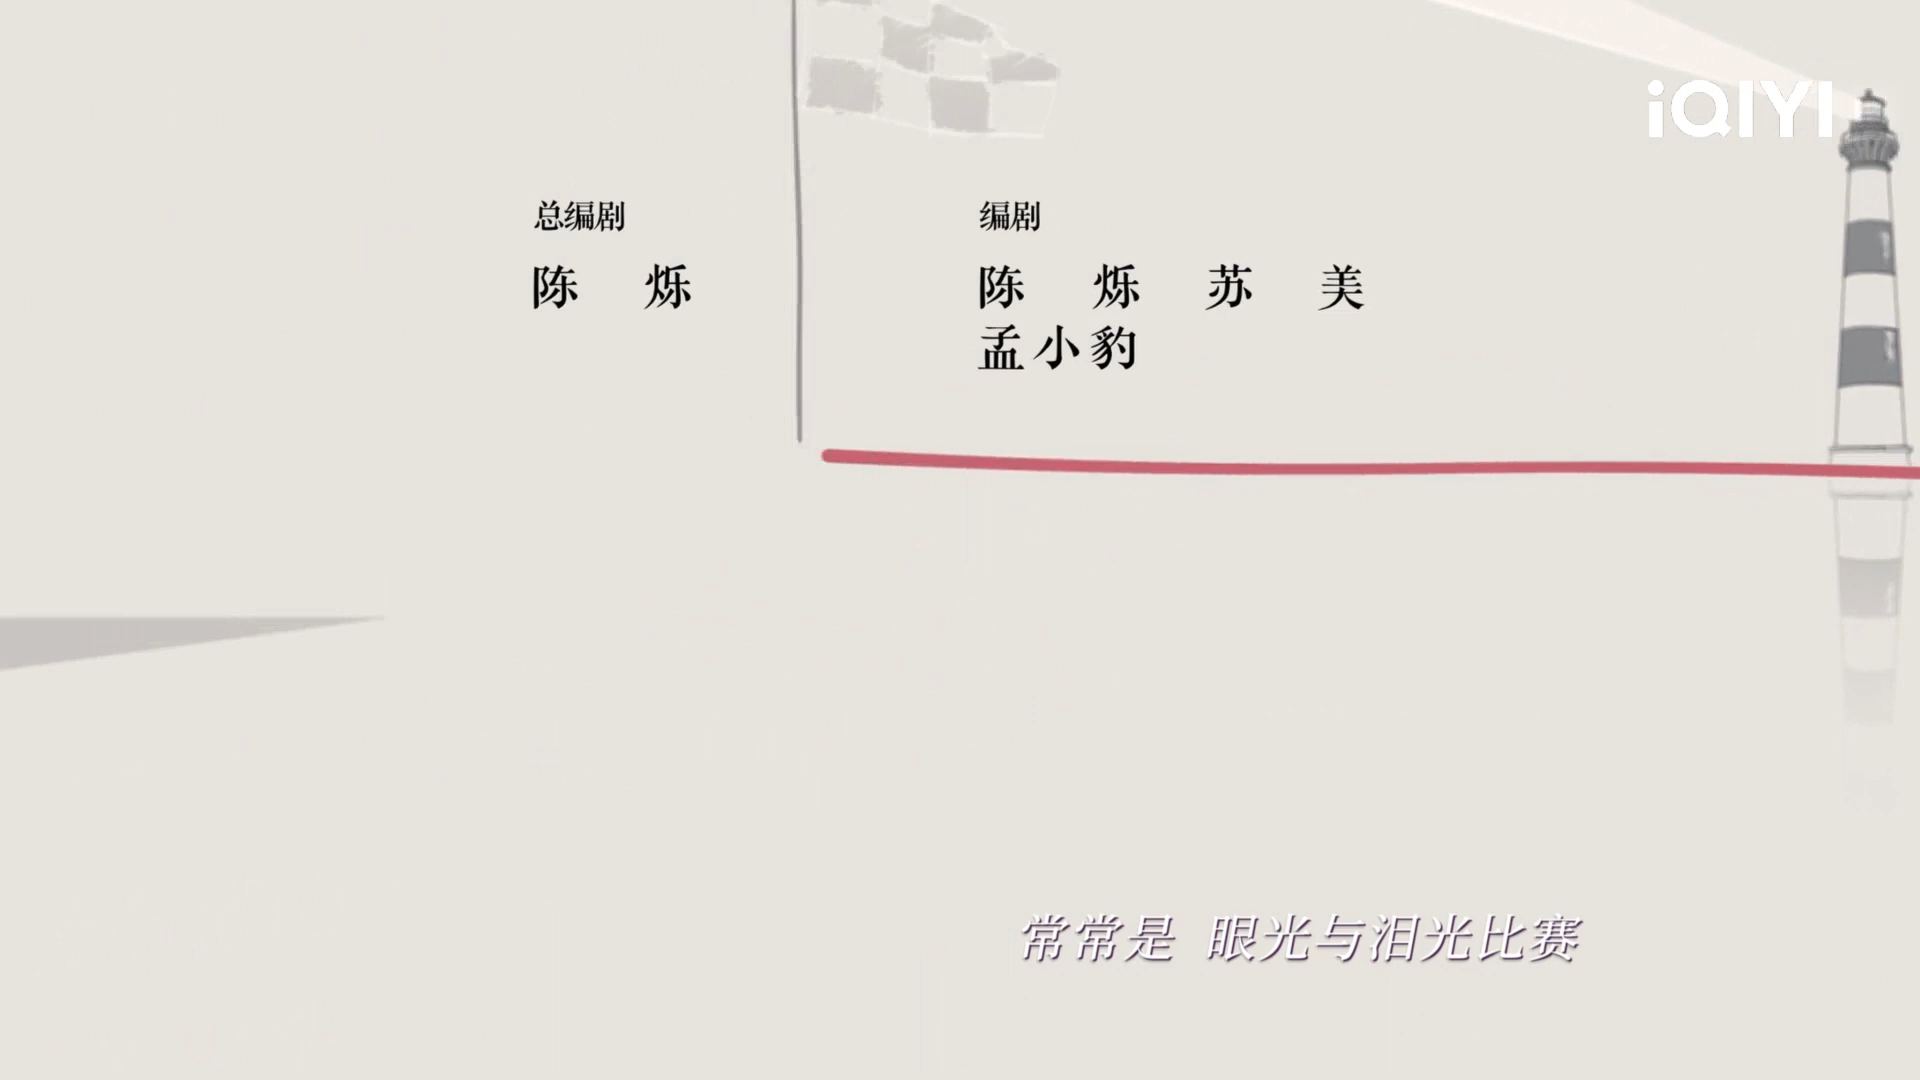 iQIYI
总编剧
陈 烁
编剧
陈 烁 苏 美
孟小豹
常常是 眼光与泪光比赛